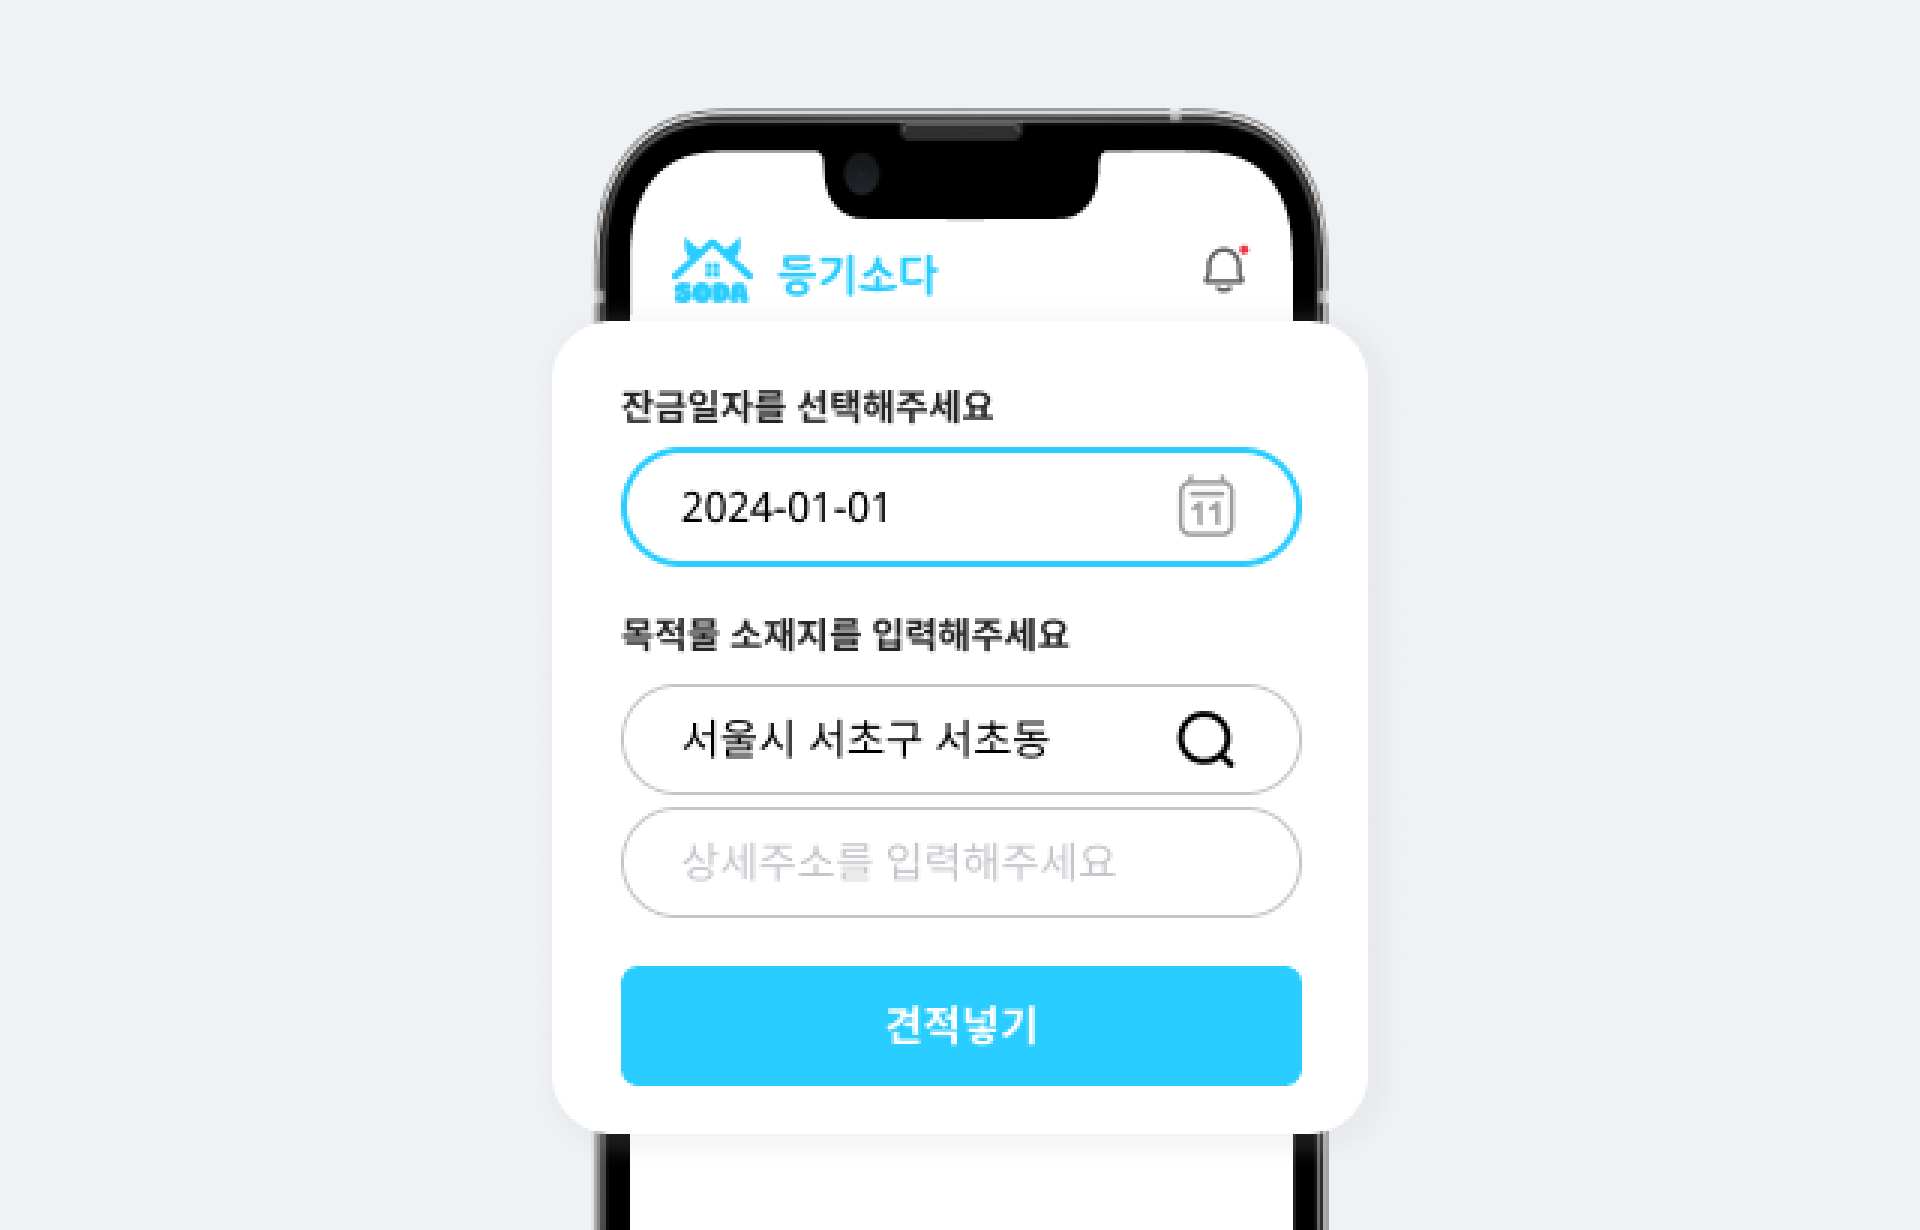 SODA
등기소다
잔금일자를 선택해주세요
2024-01-01
11
목적물 소재지를 입력해주세요
서울시 서초구 서초동
상세주소를 입력해주세요
견적넣기